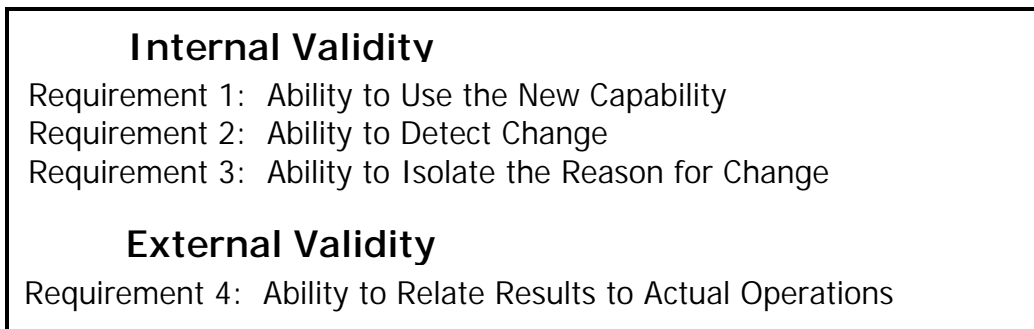 Internal Validity
Requirement 1: Ability to Use the New Capability
Requirement 2: Ability to Detect Change
Requirement 3: Ability to Isolate the Reason for Change
External Validity
Requirement 4: Ability to Relate Results to Actual Operations